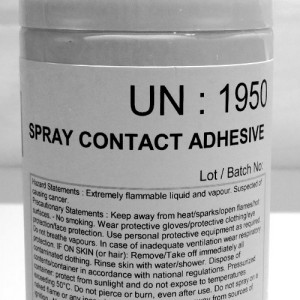 UN : 1950
SPRAY CONTACT ADHESIVE
Lot / Batch No:
Hazard Statements : Extremely flammable liquid and vapour. Suspected of
causing cancer.
Precautionary Statements : Keep away from heat/sparks/open flames/hot
surfaces. - No smoking. Wear protective gloves/protective clothing/eye
protection/face protection. Use personal protective equipment as required.
Do not breathe vapours. In case of inadequate ventilation wear respiratory
protection. IF ON SKIN (or hair): Remove/Take off immediately all
contaminated clothing. Rinse skin with water/shower. Dispose of
contents/container in accordance with national regulations. Pressurized
container: protect from sunlight and do not expose to temperatures
exceeding 50°C. Do not pierce or burn, even after use. Do not spray on a
naked flame or any